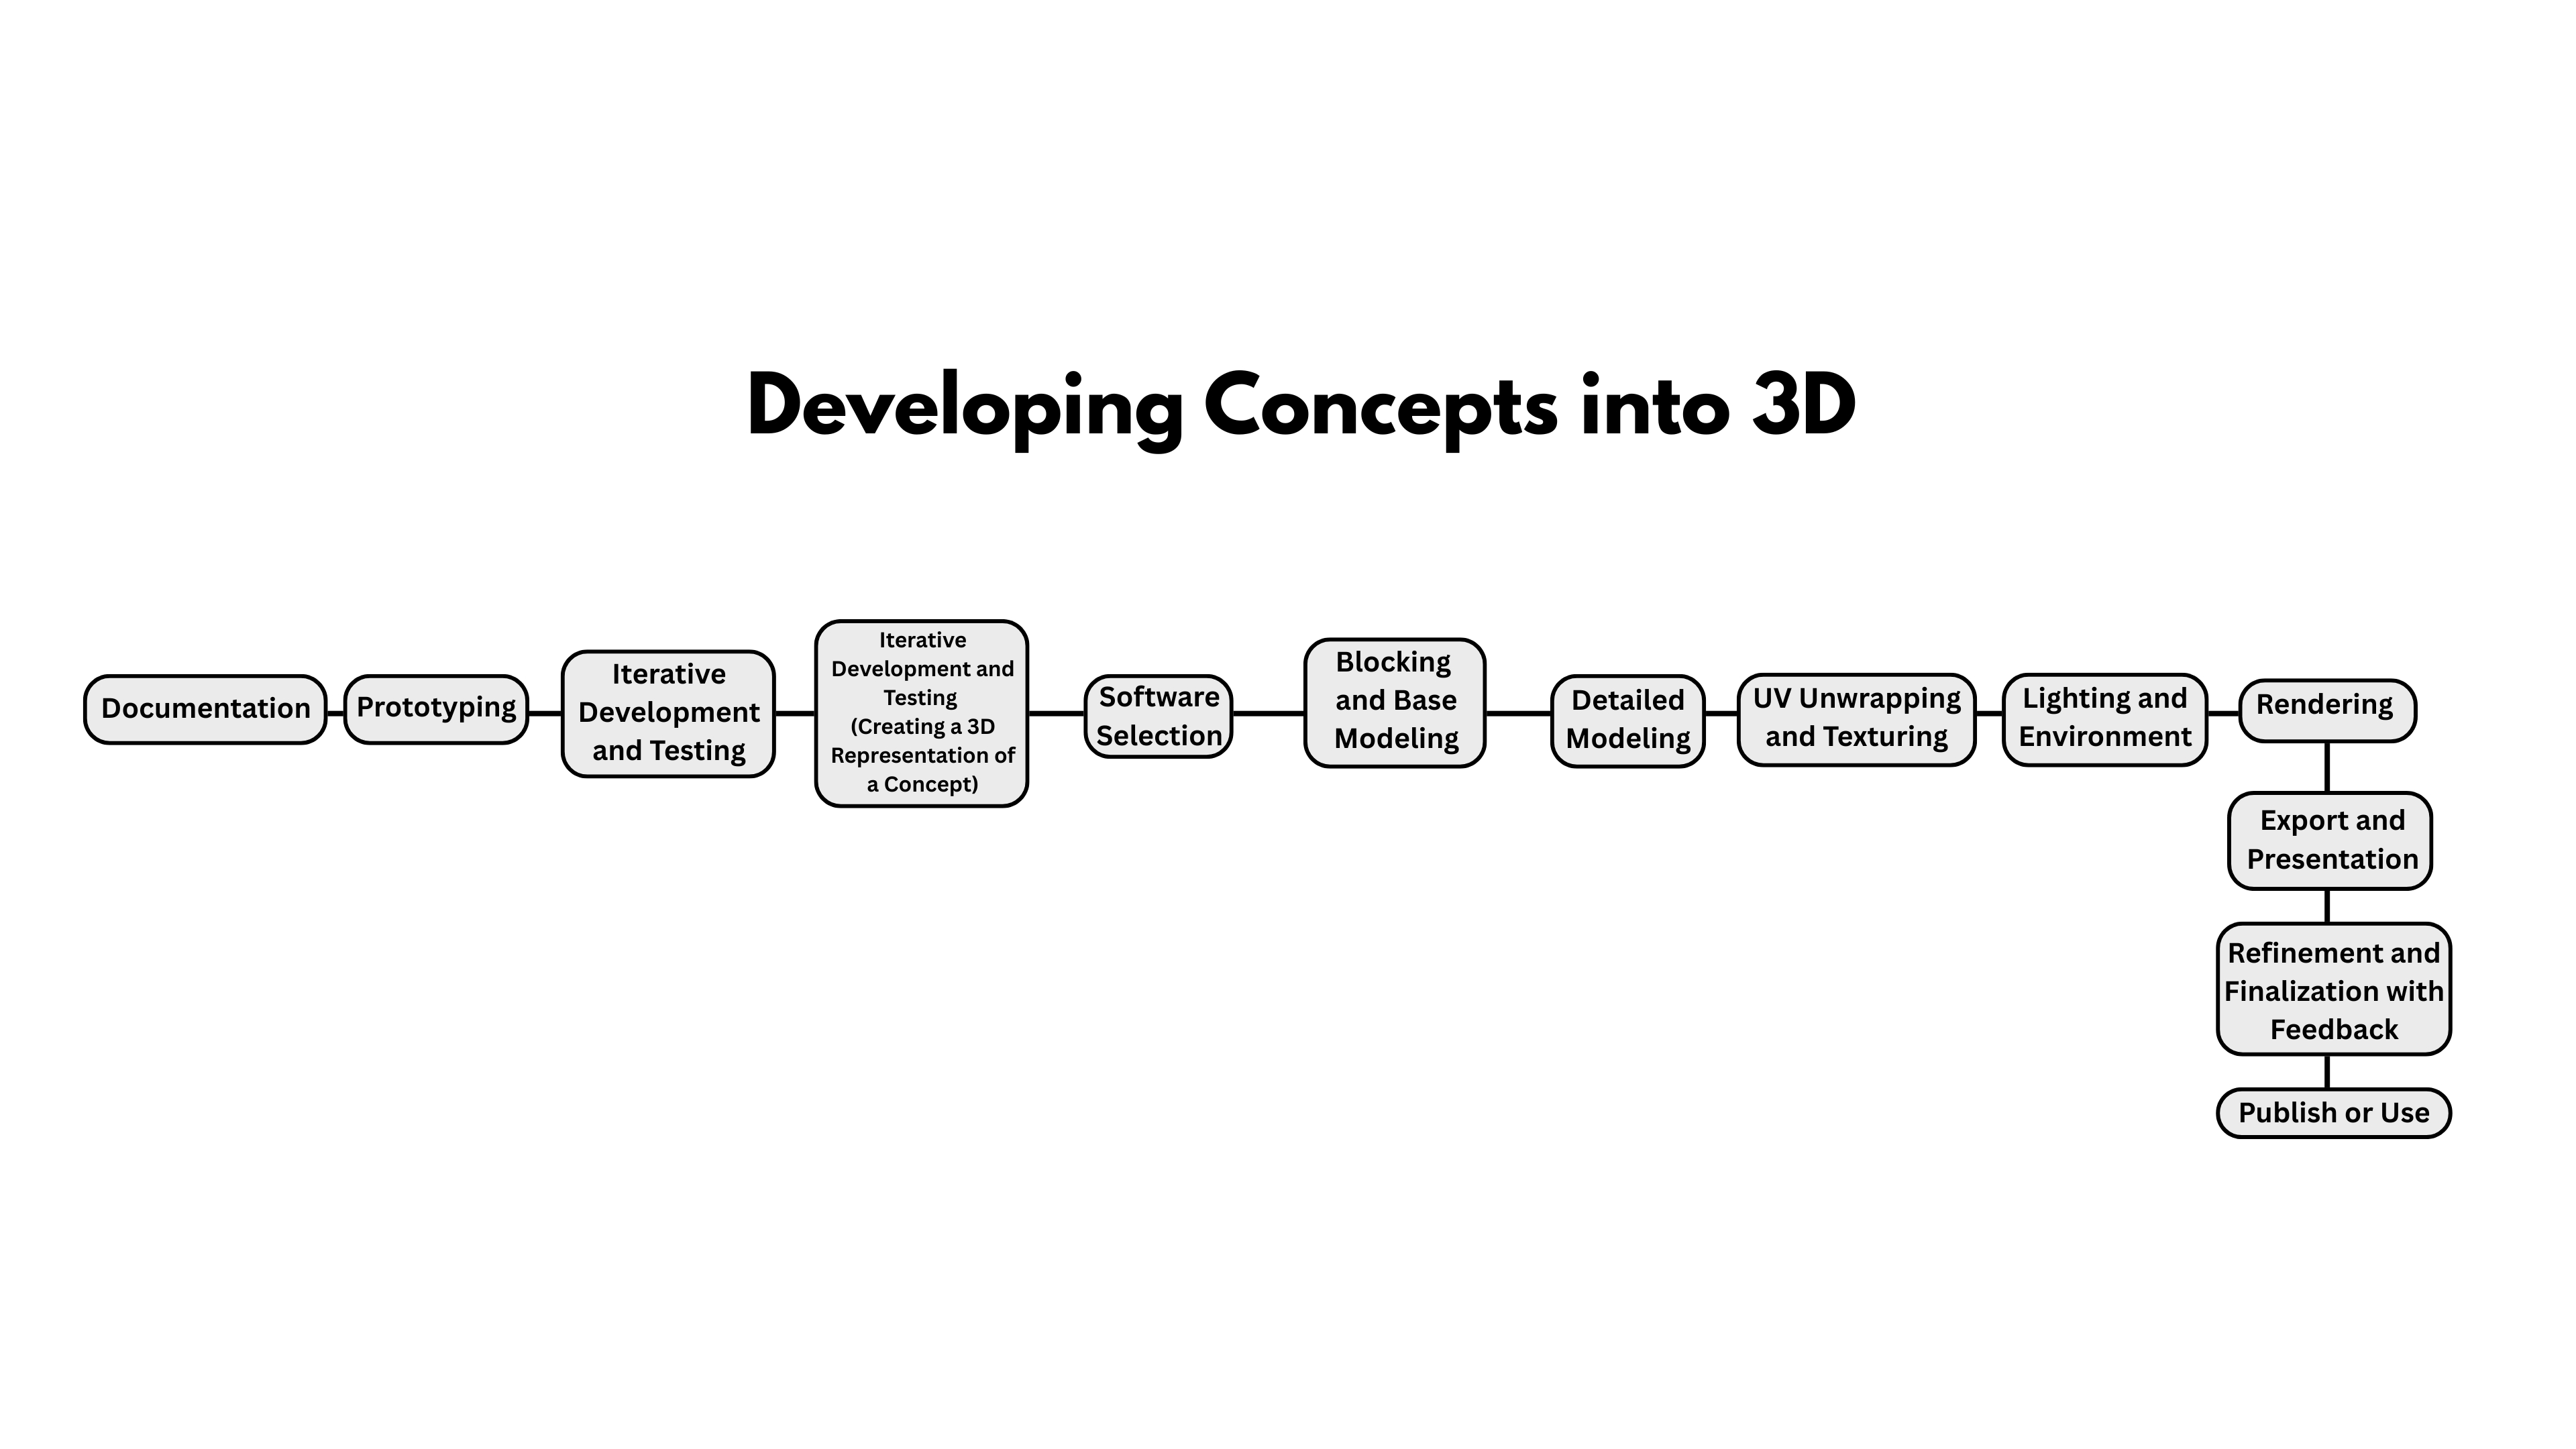 Developing Concepts into 3D
Documentation
Prototyping
Iterative
Development
and Testing
Iterative
Development and
Testing
(Creating a 3D
Representation of
a Concept)
Software
Selection
Blocking
and Base
Modeling
Detailed
Modeling
UV Unwrapping
and Texturing
Lighting and
Environment
Rendering
Export and
Presentation
Refinement and
Finalization with
Feedback
Publish or Use